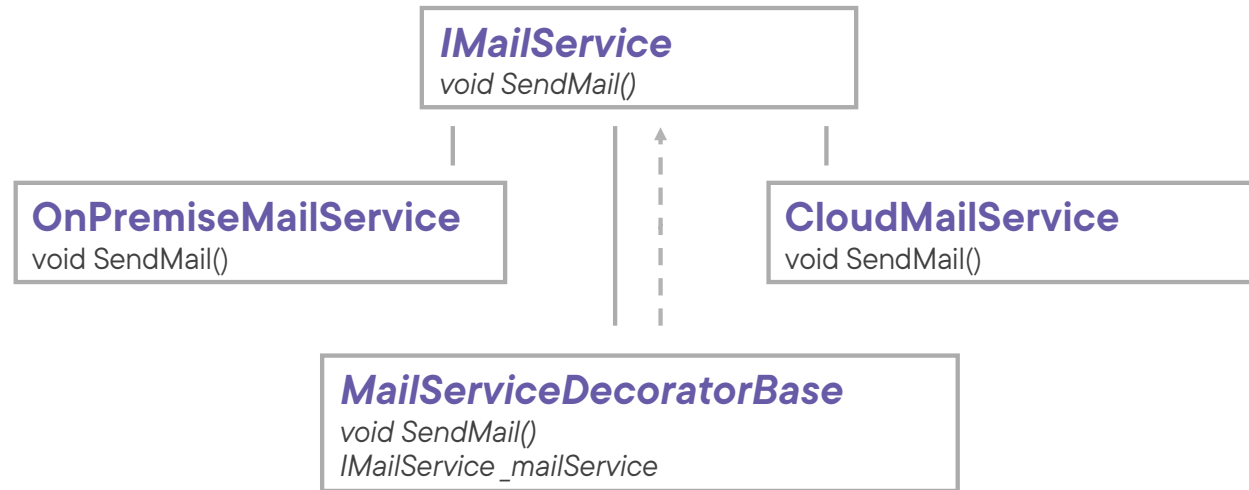 IMailService
void SendMail()
OnPremiseMailService
void SendMail()
CloudMailService
void SendMail()
MailServiceDecoratorBase
void SendMail()
IMailService _mailService